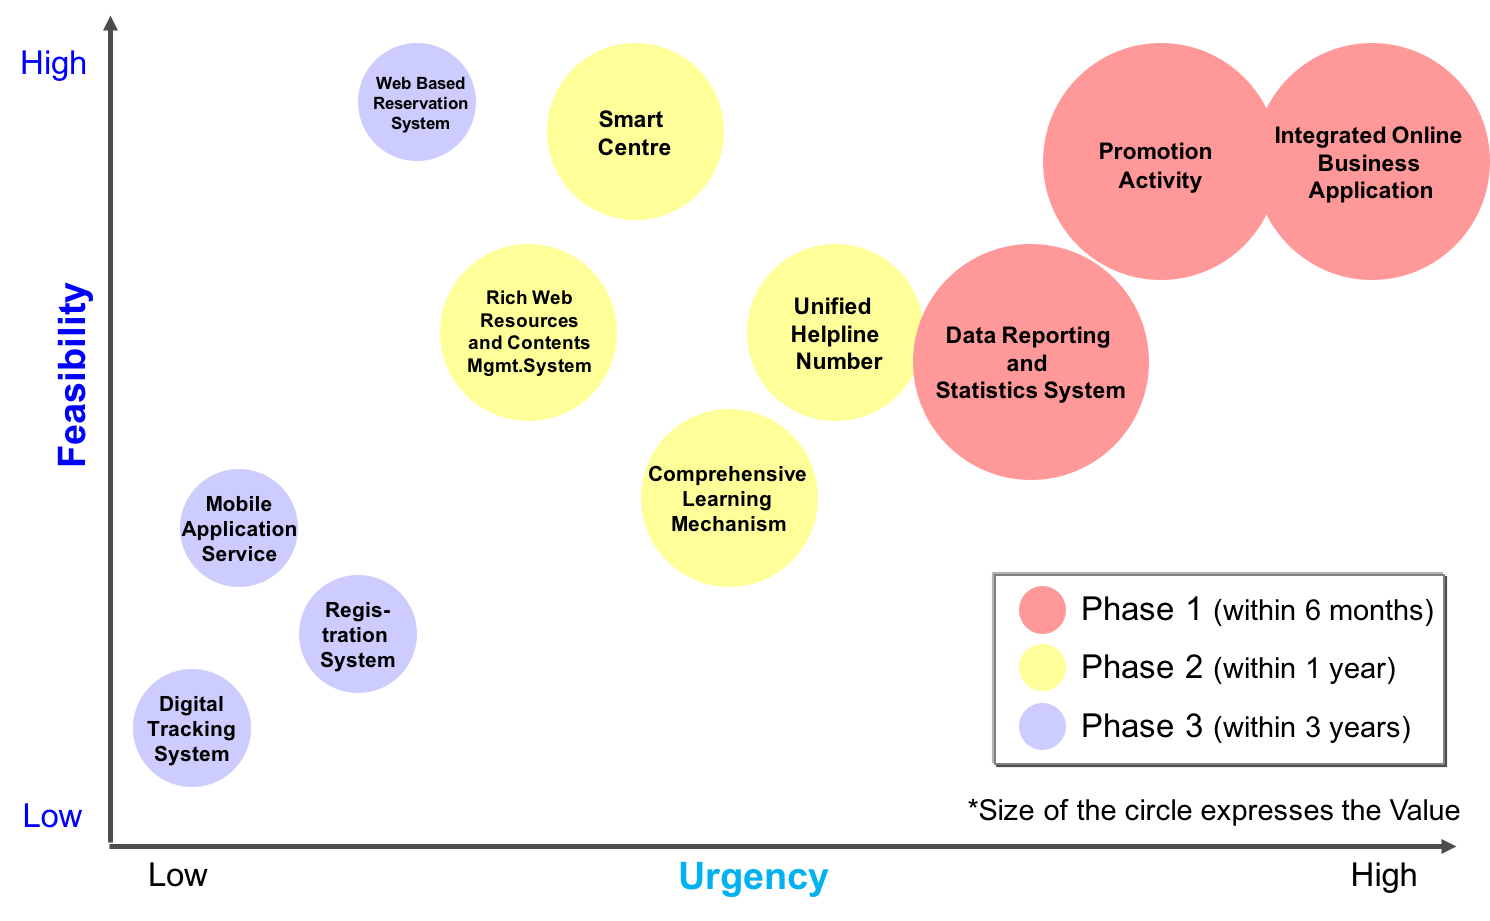 High
Feasibility
Low
Web Based
Reservation
System
Smart
Centre
Promotion
Activity
Integrated Online
Business
Application
Rich Web
Resources
and Contents
Mgmt.System
Unified
Helpline
Number
Data Reporting
and
Statistics System
Comprehensive
Learning
Mechanism
Mobile
Application
Service
Regis-
tration
System
Digital
Tracking
System
Phase 1 (within 6 months)
Phase 2 (within 1 year)
Phase 3 (within 3 years)
*Size of the circle expresses the Value
Low
Urgency
High